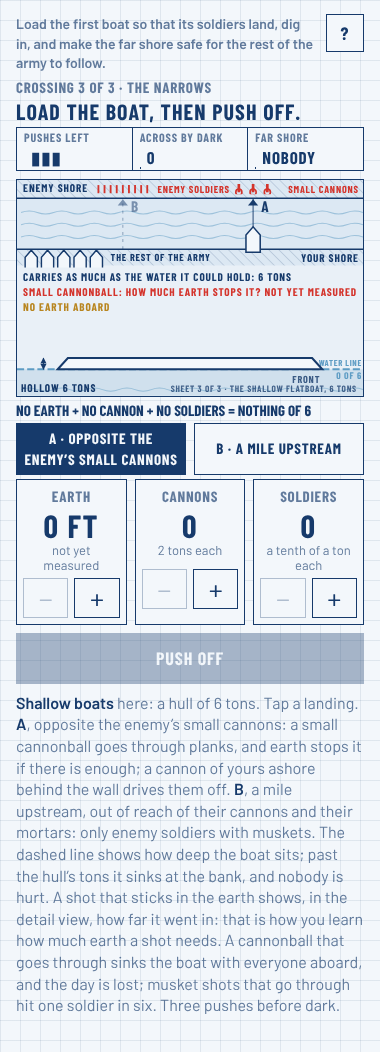 Load the first boat so that its soldiers land, dig
in, and make the far shore safe for the rest of the
army to follow.
?
CROSSING 3 OF 3 · THE NARROWS
LOAD THE BOAT, THEN PUSH OFF.
PUSHES LEFT
ACROSS BY DARK
0
FAR SHORE
NOBODY
ENEMY SHORE
ENEMY SOLDIERS
SMALL CANNONS
B
A
THE REST OF THE ARMY
YOUR SHORE
CARRIES AS MUCH AS THE WATER IT COULD HOLD: 6 TONS
SMALL CANNONBALL: HOW MUCH EARTH STOPS IT? NOT YET MEASURED
NO EARTH ABOARD
WATER LINE
0 OF 6
FRONT
HOLLOW 6 TONS
SHEET 3 OF 3 · THE SHALLOW FLATBOAT, 6 TONS
NO EARTH + NO CANNON + NO SOLDIERS = NOTHING OF 6
A · OPPOSITE THE
ENEMY'S SMALL CANNONS
B · A MILE UPSTREAM
EARTH
0 FT
not yet
measured
− +
CANNONS
0
2 tons each
− +
SOLDIERS
0
a tenth of a ton
each
− +
PUSH OFF
Shallow boats here: a hull of 6 tons. Tap a landing.
A, opposite the enemy's small cannons: a small
cannonball goes through planks, and earth stops it
if there is enough; a cannon of yours ashore
behind the wall drives them off. B, a mile
upstream, out of reach of their cannons and their
mortars: only enemy soldiers with muskets. The
dashed line shows how deep the boat sits; past
the hull's tons it sinks at the bank, and nobody is
hurt. A shot that sticks in the earth shows, in the
detail view, how far it went in: that is how you learn
how much earth a shot needs. A cannonball that
goes through sinks the boat with everyone aboard,
and the day is lost; musket shots that go through
hit one soldier in six. Three pushes before dark.